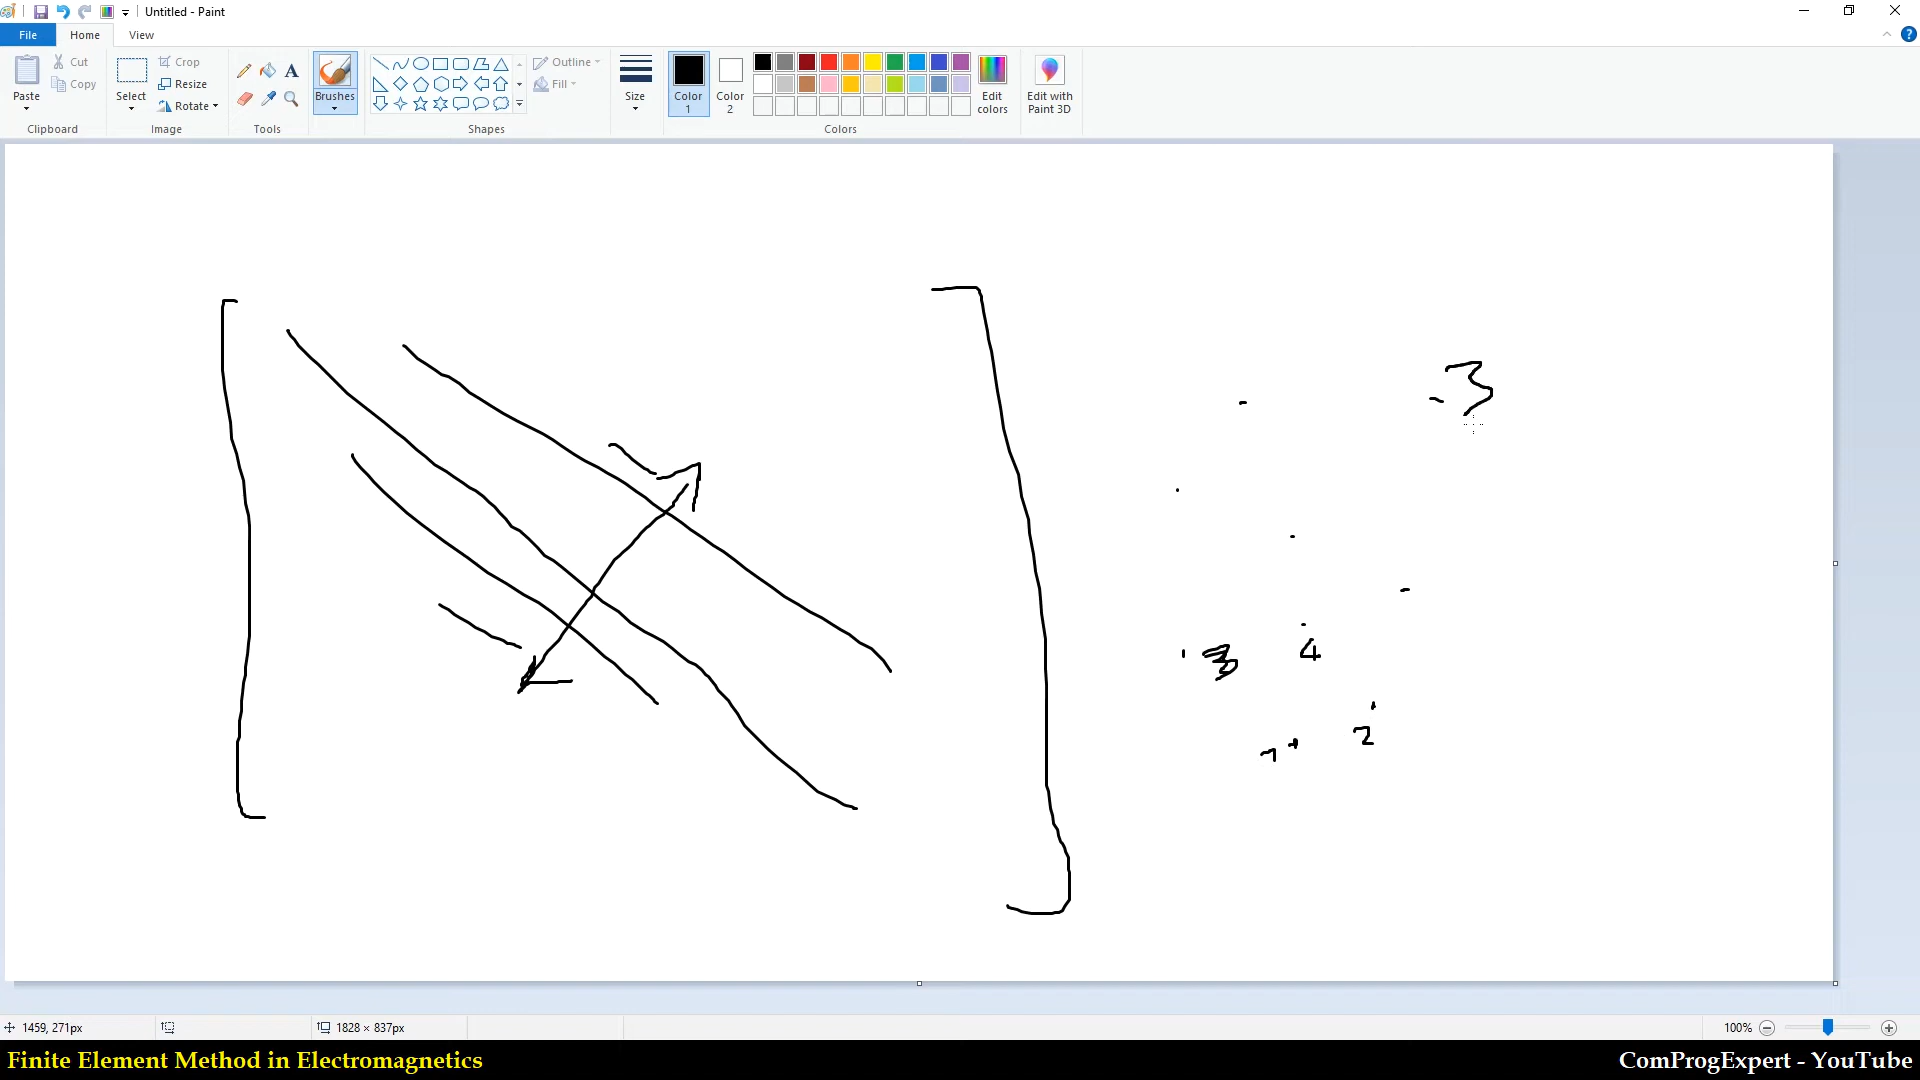 Untitled - Paint
File Home View
Paste Cut Copy Clipboard
Select Crop Resize Rotate Image
Tools
Brushes
Outline Fill Shapes
Size
Color 1 Color 2 Edit colors Colors
Edit with Paint 3D
3
3 4
2
1
1459, 271px 1828 × 837px 100%
Finite Element Method in Electromagnetics ComProgExpert - YouTube